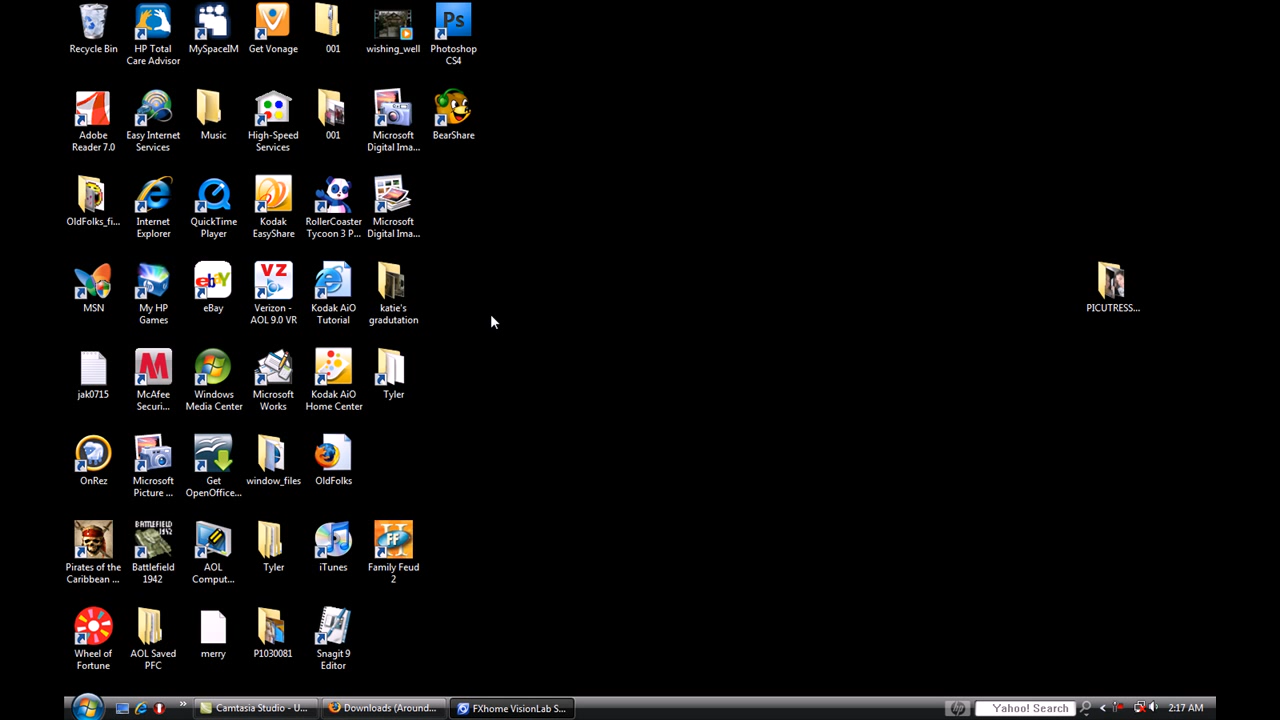 Recycle Bin
HP Total Care Advisor
MySpaceIM
Get Vonage
001
wishing_well
Ps
Photoshop CS4
Adobe Reader 7.0
Easy Internet Services
Music
High-Speed Services
001
Microsoft Digital Ima...
BearShare
OldFolks_fi...
Internet Explorer
QuickTime Player
Kodak EasyShare
RollerCoaster Tycoon 3 P...
Microsoft Digital Ima...
MSN
My HP Games
ebY
eBay
VZ
Verizon - AOL 9.0 VR
Kodak AiO Tutorial
katie's gradutation
PICUTRESS...
jak0715
McAfee Securi...
Windows Media Center
Microsoft Works
Kodak AiO Home Center
Tyler
OnRez
Microsoft Picture ...
Get OpenOffice...
window_files
OldFolks
Pirates of the Caribbean ...
BATTLEFIELD 1942
Battlefield 1942
AOL Comput...
Tyler
iTunes
FF
Family Feud 2
Wheel of Fortune
AOL Saved PFC
merry
P1030081
Snagit 9 Editor
Camtasia Studio - U...
Downloads (Around...
FXhome VisionLab S...
hp
Yahoo! Search
2:17 AM